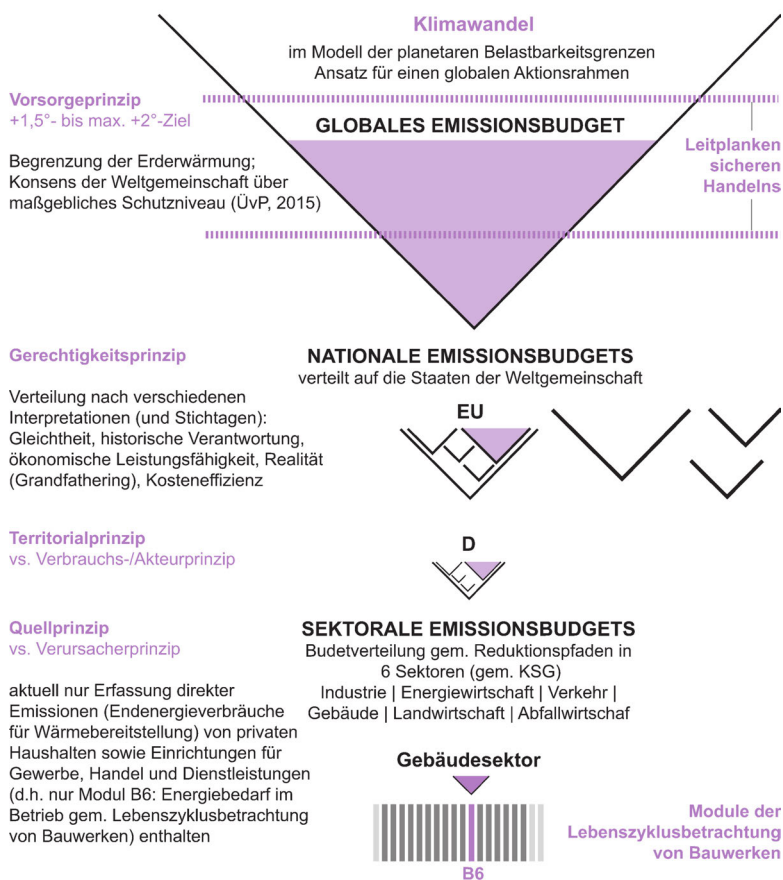 Klimawandel
im Modell der planetaren Belastbarkeitsgrenzen
Ansatz für einen globalen Aktionsrahmen
Vorsorgeprinzip
+1,5°- bis max. +2°-Ziel
GLOBALES EMISSIONSBUDGET
Leitplanken
sicheren
Handelns
Begrenzung der Erderwärmung;
Konsens der Weltgemeinschaft über
maßgebliches Schutzniveau (ÜvP, 2015)
Gerechtigkeitsprinzip
NATIONALE EMISSIONSBUDGETS
verteilt auf die Staaten der Weltgemeinschaft
Verteilung nach verschiedenen
Interpretationen (und Stichtagen):
Gleichtheit, historische Verantwortung,
ökonomische Leistungsfähigkeit, Realität
(Grandfathering), Kosteneffizienz
EU
Territorialprinzip
vs. Verbrauchs-/Akteurprinzip
D
Quellprinzip
vs. Verursacherprinzip
SEKTORALE EMISSIONSBUDGETS
Budetverteilung gem. Reduktionspfaden in
6 Sektoren (gem. KSG)
Industrie | Energiewirtschaft | Verkehr |
Gebäude | Landwirtschaft | Abfallwirtschaf
aktuell nur Erfassung direkter
Emissionen (Endenergieverbräuche
für Wärmebereitstellung) von privaten
Haushalten sowie Einrichtungen für
Gewerbe, Handel und Dienstleistungen
(d.h. nur Modul B6: Energiebedarf im
Betrieb gem. Lebenszyklusbetrachtung
von Bauwerken) enthalten
Gebäudesektor
B6
Module der
Lebenszyklusbetrachtung
von Bauwerken